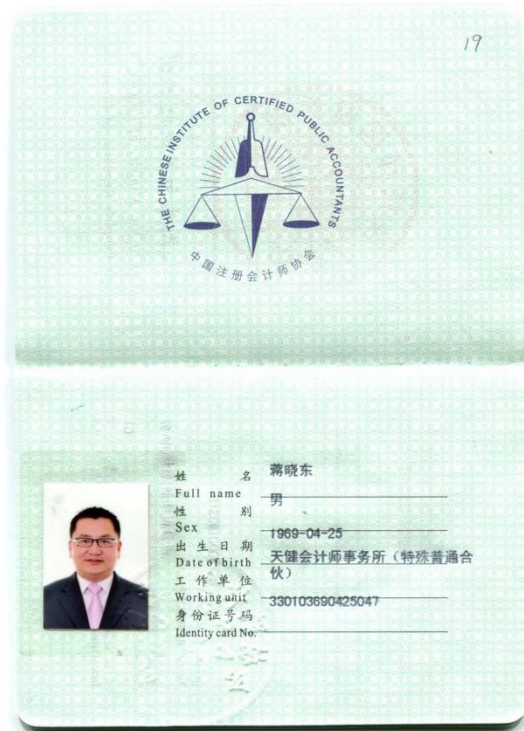 19
THE CHINESE INSTITUTE OF CERTIFIED PUBLIC ACCOUNTANTS
中国注册会计师协会
姓 名 蒋晓东
Full name
性 别 男
Sex
出生日期 1969-04-25
Date of birth
工作单位 天健会计师事务所（特殊普通合
伙）
Working unit
身份证号码 330103690425047
Identity card No.